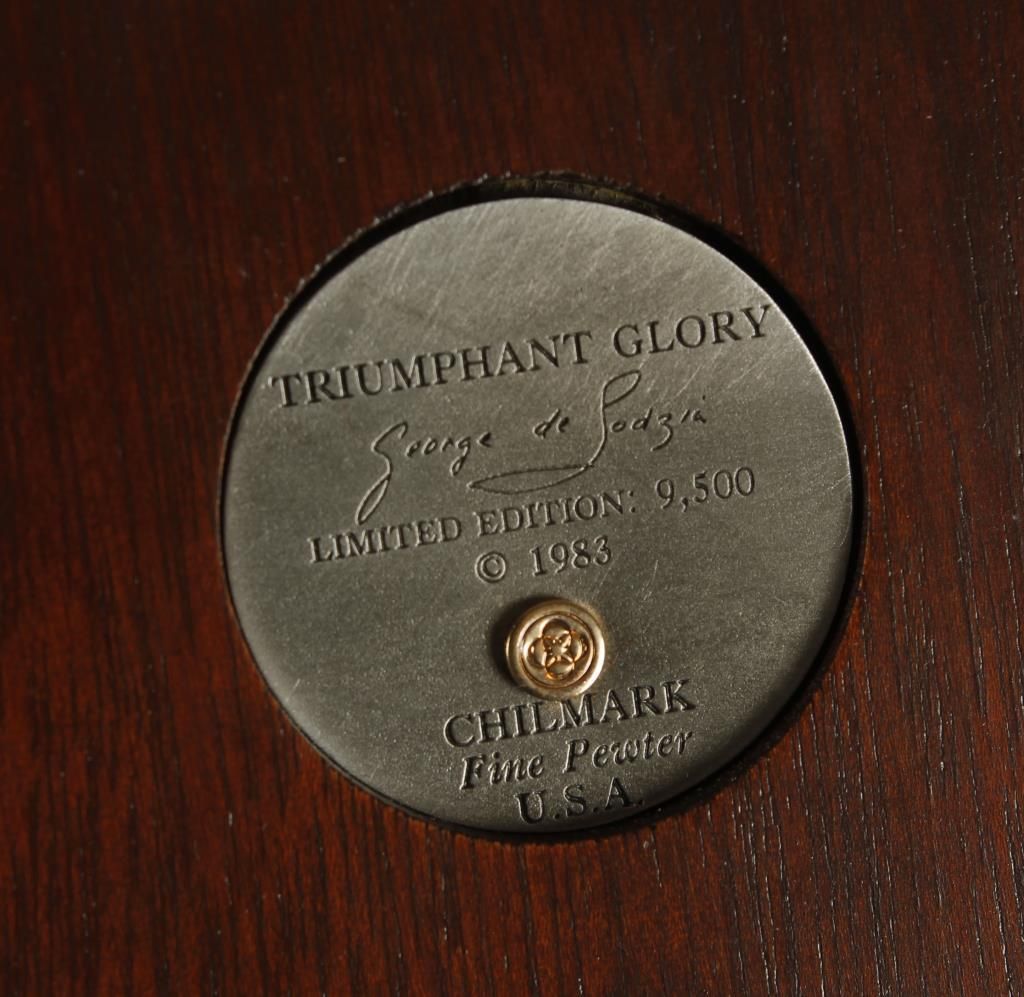 TRIUMPHANT GLORY
George de Lodzia
LIMITED EDITION: 9,500
© 1983
CHILMARK
Fine Pewter
U.S.A.